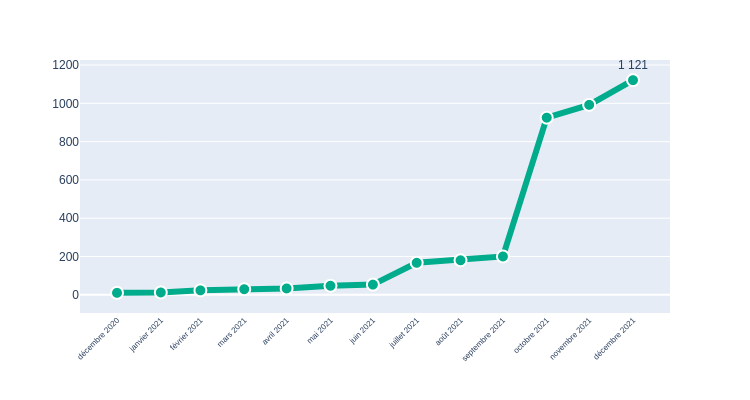 1 121
1200
1000
800
600
400
200
0
décembre 2020
janvier 2021
février 2021
mars 2021
avril 2021
mai 2021
juin 2021
juillet 2021
août 2021
septembre 2021
octobre 2021
novembre 2021
décembre 2021